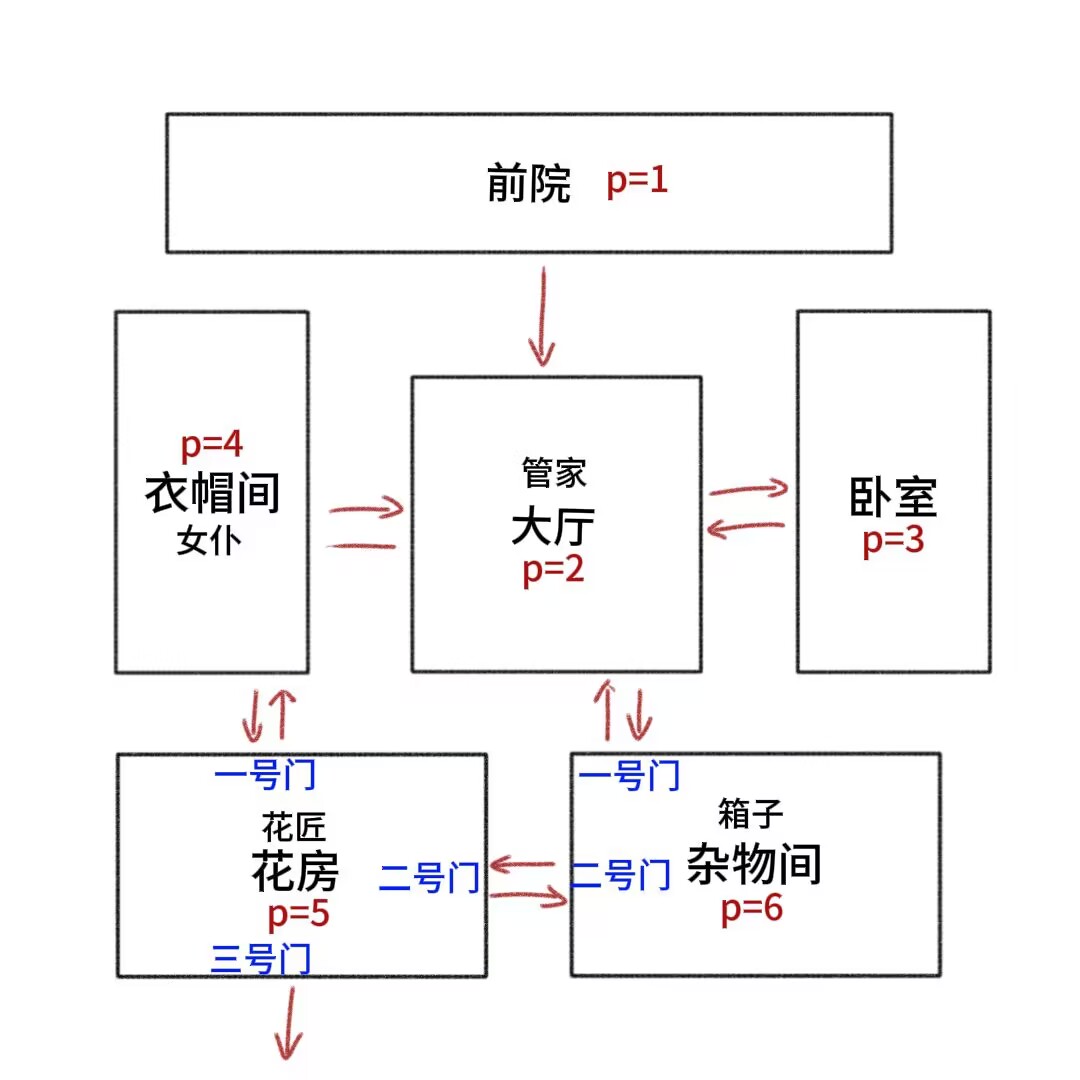 前院 p=1
p=4
衣帽间
女仆
管家
大厅
p=2
卧室
p=3
一号门
花匠
花房
p=5
二号门
三号门
一号门
箱子
二号门
杂物间
p=6